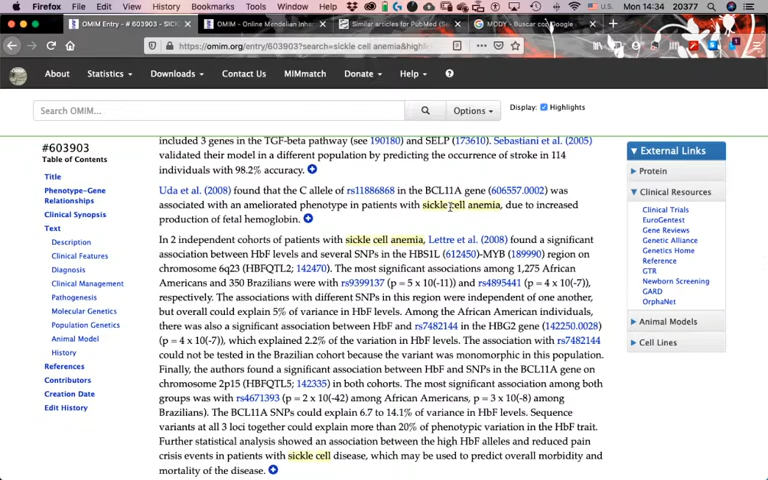 Firefox File Edit View History Bookmarks Tools Window Help Mon 14:34 20377
OMIM Entry - #603903 - SICK
OMIM - Online Mendelian Inher
Similar articles for PubMed (Se
MODY - Buscar con Google
https://omim.org/entry/603903?search=sickle cell anemia&highl
About Statistics Downloads Contact Us MIMmatch Donate Help
Search OMIM... Options Display: Highlights
#603903
Table of Contents
Title
Phenotype-Gene
Relationships
Clinical Synopsis
Text
Description
Clinical Features
Diagnosis
Clinical Management
Pathogenesis
Molecular Genetics
Population Genetics
Animal Model
History
References
Contributors
Creation Date
Edit History
included 3 genes in the TGF-beta pathway (see 190180) and SELP (173610). Sebastiani et al. (2005)
validated their model in a different population by predicting the occurrence of stroke in 114
individuals with 98.2% accuracy.
Uda et al. (2008) found that the C allele of rs11886868 in the BCL11A gene (606557.0002) was
associated with an ameliorated phenotype in patients with sickle cell anemia, due to increased
production of fetal hemoglobin.
In 2 independent cohorts of patients with sickle cell anemia, Lettre et al. (2008) found a significant
association between HbF levels and several SNPs in the HBS1L (612450)-MYB (189990) region on
chromosome 6q23 (HBFQTL2; 142470). The most significant associations among 1,275 African
Americans and 350 Brazilians were with rs9399137 (p = 5 x 10(-11)) and rs4895441 (p = 4 x 10(-7)),
respectively. The associations with different SNPs in this region were independent of one another,
but overall could explain 5% of variance in HbF levels. Among the African American individuals,
there was also a significant association between HbF and rs7482144 in the HBG2 gene (142250.0028)
(p = 4 x 10(-7)), which explained 2.2% of the variation in HbF levels. The association with rs7482144
could not be tested in the Brazilian cohort because the variant was monomorphic in this population.
Finally, the authors found a significant association between HbF and SNPs in the BCL11A gene on
chromosome 2p15 (HBFQTL5; 142335) in both cohorts. The most significant association among both
groups was with rs4671393 (p = 2 x 10(-42) among African Americans, p = 3 x 10(-8) among
Brazilians). The BCL11A SNPs could explain 6.7 to 14.1% of variance in HbF levels. Sequence
variants at all 3 loci together could explain more than 20% of phenotypic variation in the HbF trait.
Further statistical analysis showed an association between the high HbF alleles and reduced pain
crisis events in patients with sickle cell disease, which may be used to predict overall morbidity and
mortality of the disease.
External Links
Protein
Clinical Resources
Clinical Trials
EuroGentest
Gene Reviews
Genetic Alliance
Genetics Home
Reference
GTR
Newborn Screening
GARD
OrphaNet
Animal Models
Cell Lines